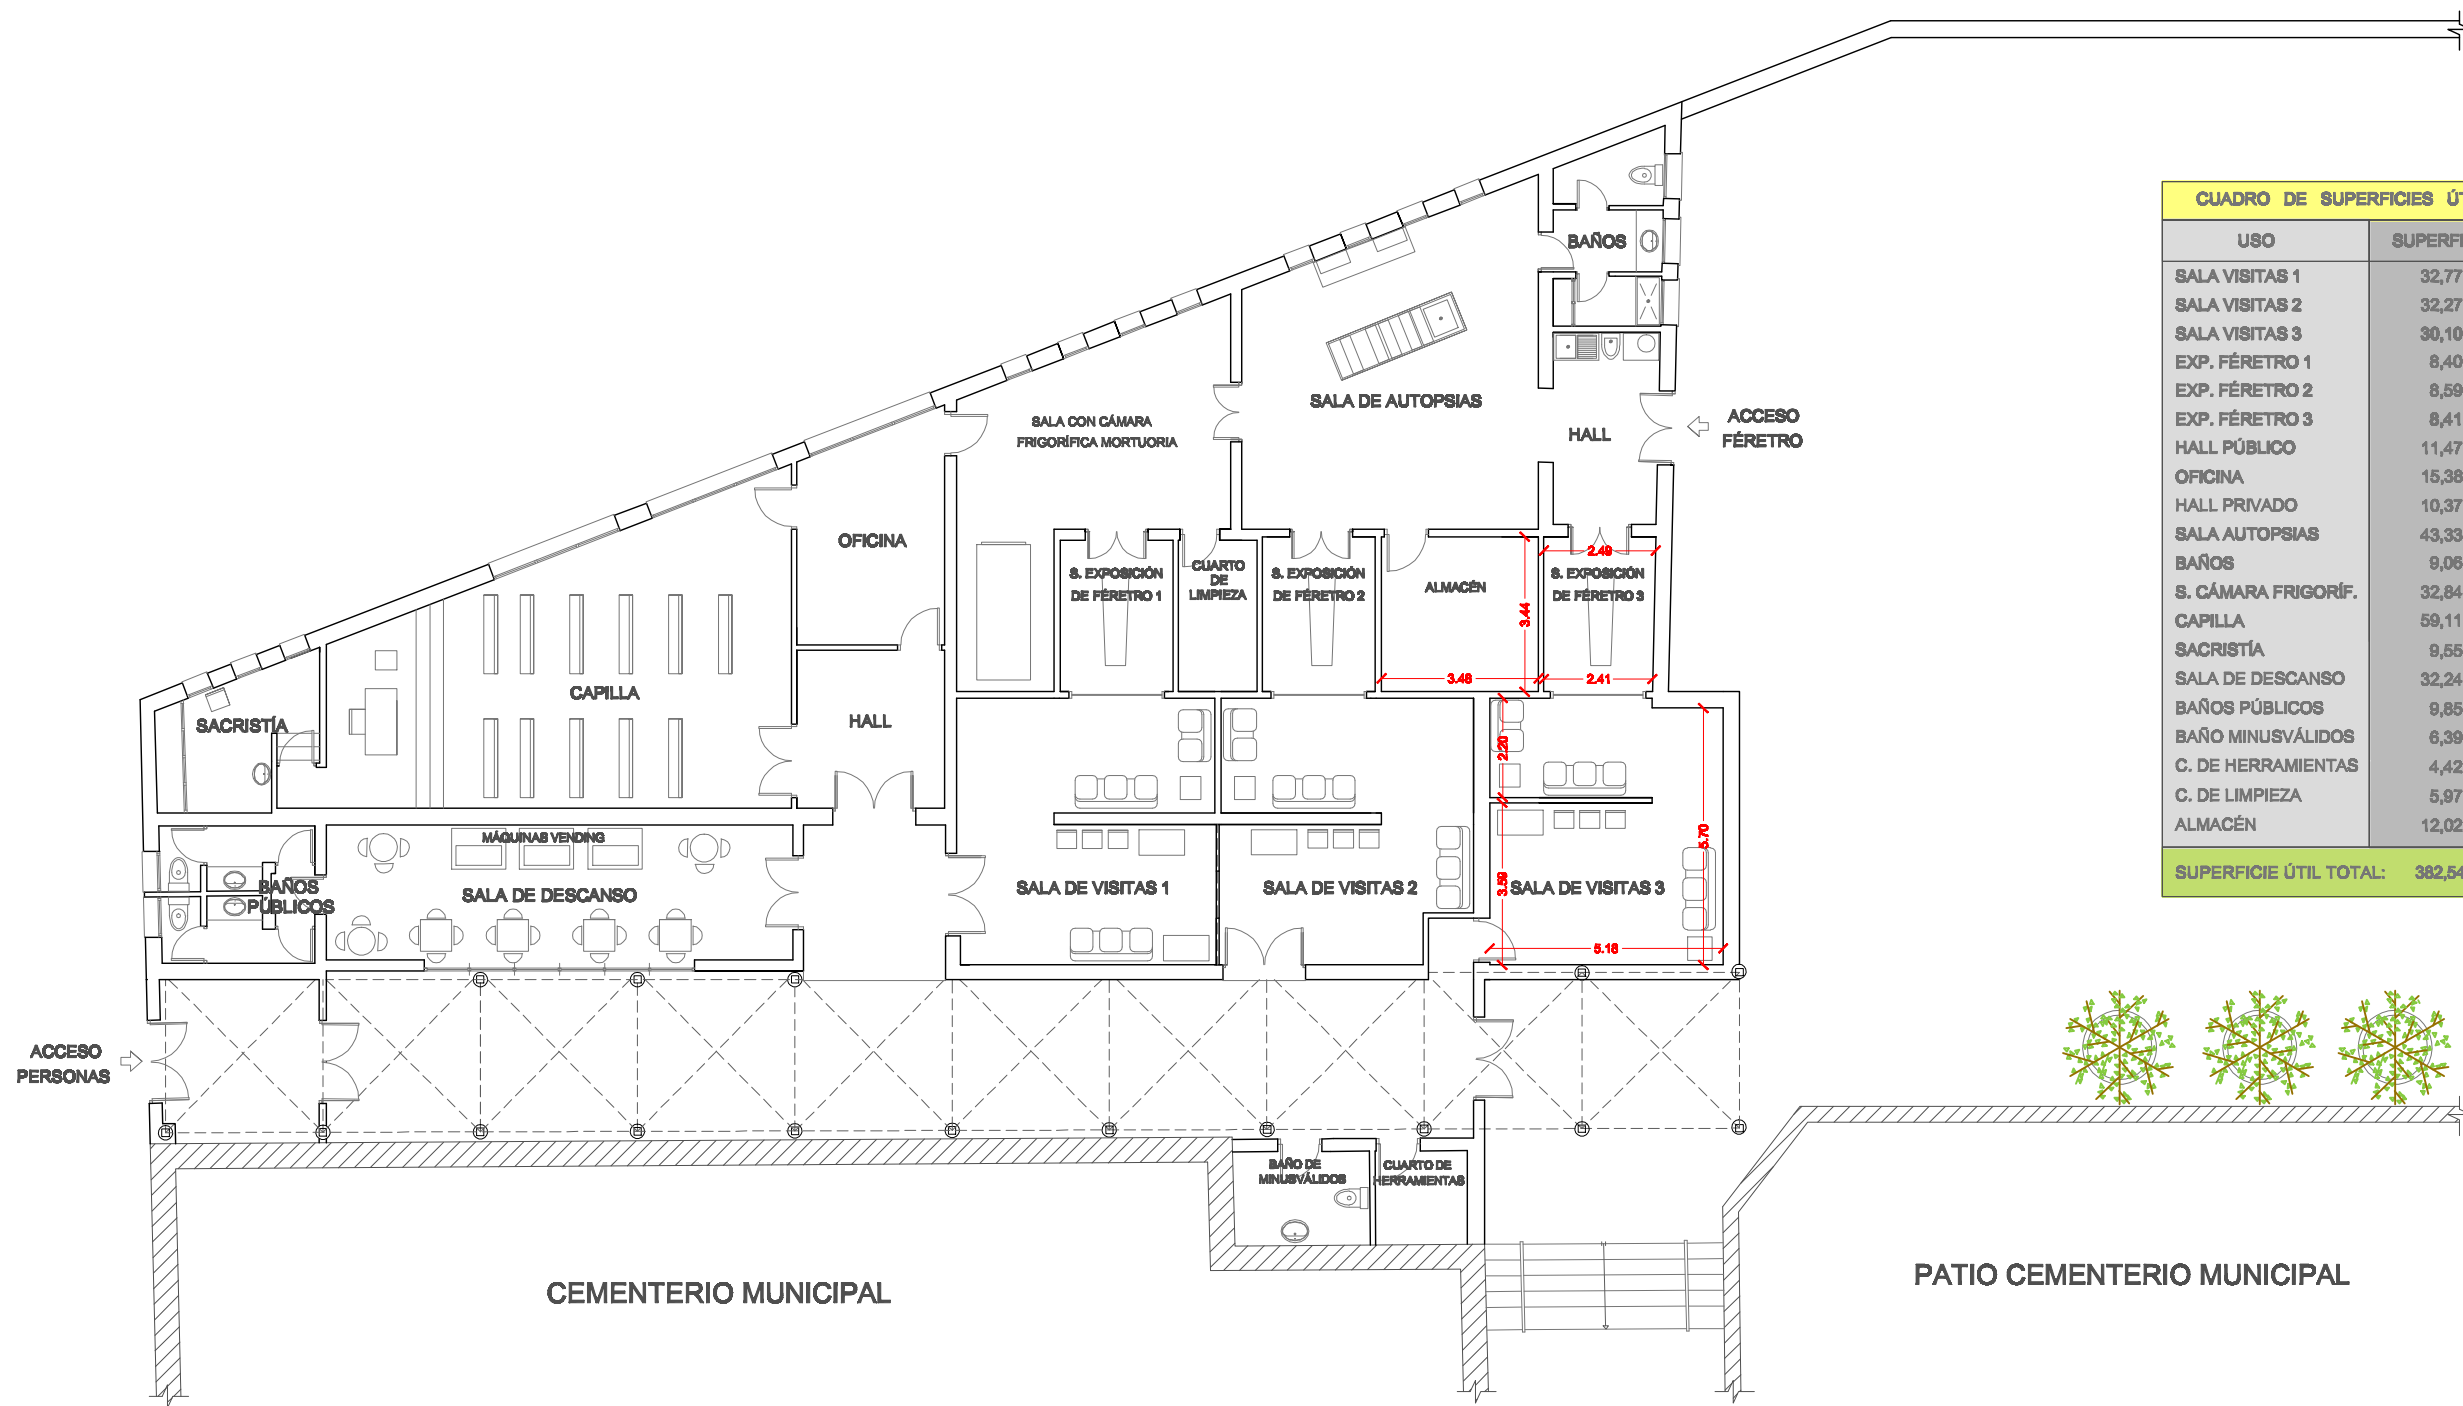 CUADRO DE SUPERFICIES ÚT
USO SUPERFI
SALA VISITAS 1 32,77
SALA VISITAS 2 32,27
SALA VISITAS 3 30,10
EXP. FÉRETRO 1 8,40
EXP. FÉRETRO 2 8,59
EXP. FÉRETRO 3 8,41
HALL PÚBLICO 11,47
OFICINA 15,38
HALL PRIVADO 10,37
SALA AUTOPSIAS 43,33
BAÑOS 9,06
S. CÁMARA FRIGORÍF. 32,84
CAPILLA 59,11
SACRISTÍA 9,55
SALA DE DESCANSO 32,24
BAÑOS PÚBLICOS 9,85
BAÑO MINUSVÁLIDOS 6,39
C. DE HERRAMIENTAS 4,42
C. DE LIMPIEZA 5,97
ALMACÉN 12,02
SUPERFICIE ÚTIL TOTAL: 382,54
BAÑOS
SALA DE AUTOPSIAS
HALL
ACCESO
FÉRETRO
SALA CON CÁMARA
FRIGORÍFICA MORTUORIA
OFICINA
S. EXPOSICIÓN
DE FÉRETRO 1
CUARTO
DE
LIMPIEZA
S. EXPOSICIÓN
DE FÉRETRO 2
ALMACÉN
3.44
3.48
2.49
S. EXPOSICIÓN
DE FÉRETRO 3
2.41
CAPILLA
SACRISTÍA
HALL
2.20
5.70
3.59
5.18
MÁQUINAS VENDING
SALA DE DESCANSO
BAÑOS
PÚBLICOS
SALA DE VISITAS 1
SALA DE VISITAS 2
SALA DE VISITAS 3
ACCESO
PERSONAS
BAÑO DE
MINUSVÁLIDOS
CUARTO DE
HERRAMIENTAS
CEMENTERIO MUNICIPAL
PATIO CEMENTERIO MUNICIPAL